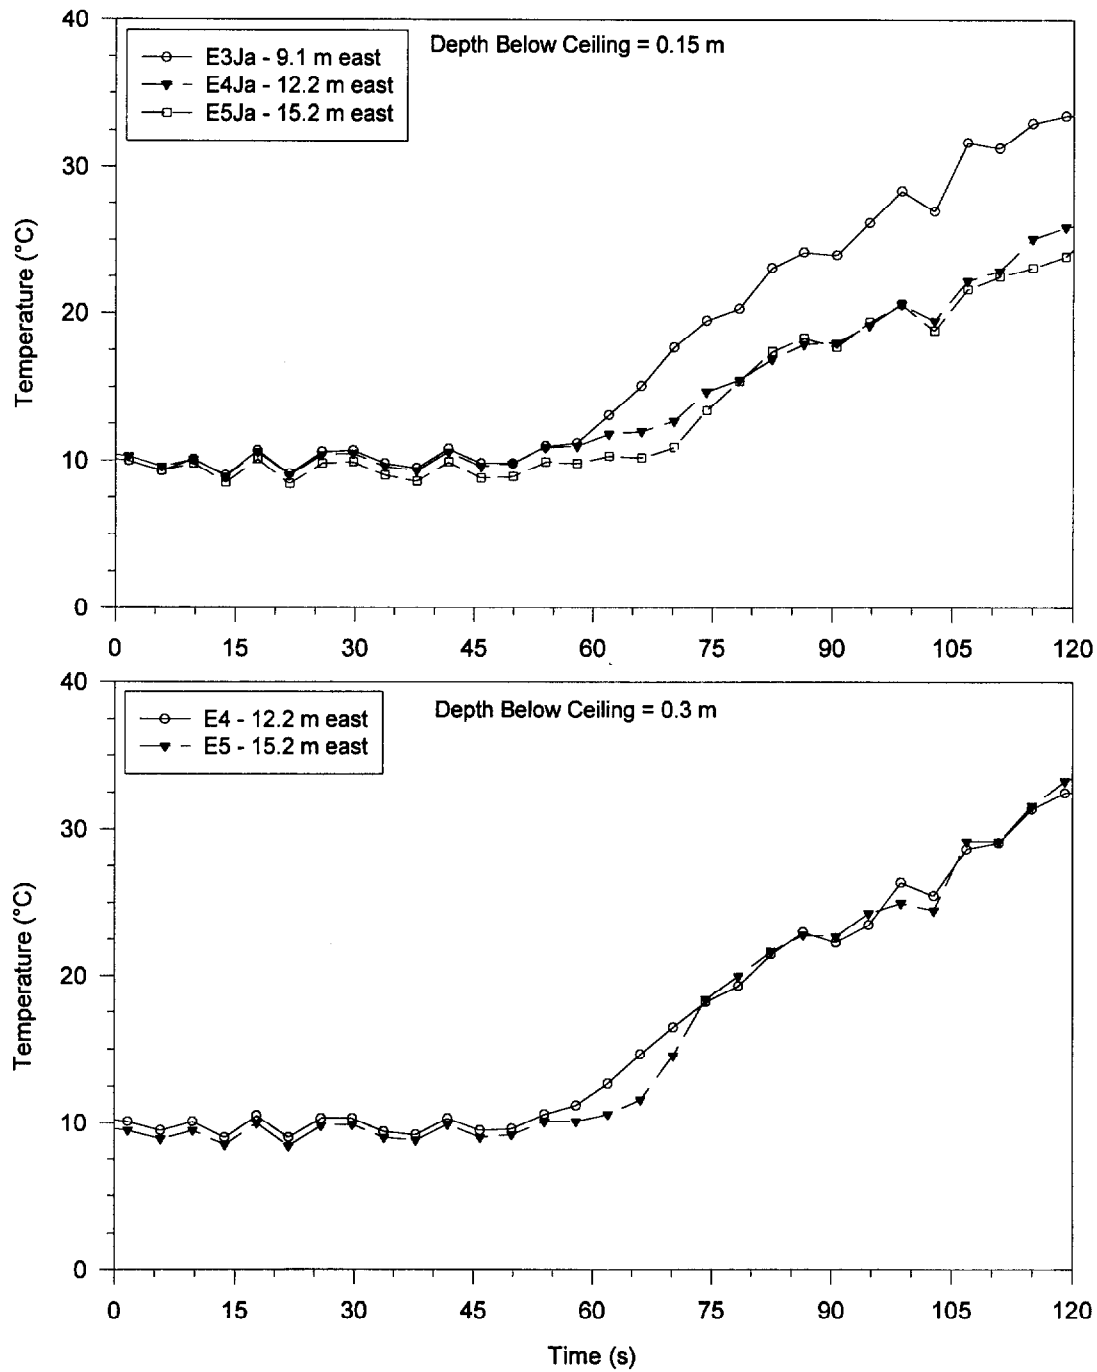 40
30
20
10
0
Temperature (°C)
E3Ja - 9.1 m east
E4Ja - 12.2 m east
E5Ja - 15.2 m east
Depth Below Ceiling = 0.15 m
0 15 30 45 60 75 90 105 120
40
30
20
10
0
Temperature (°C)
E4 - 12.2 m east
E5 - 15.2 m east
Depth Below Ceiling = 0.3 m
0 15 30 45 60 75 90 105 120
Time (s)